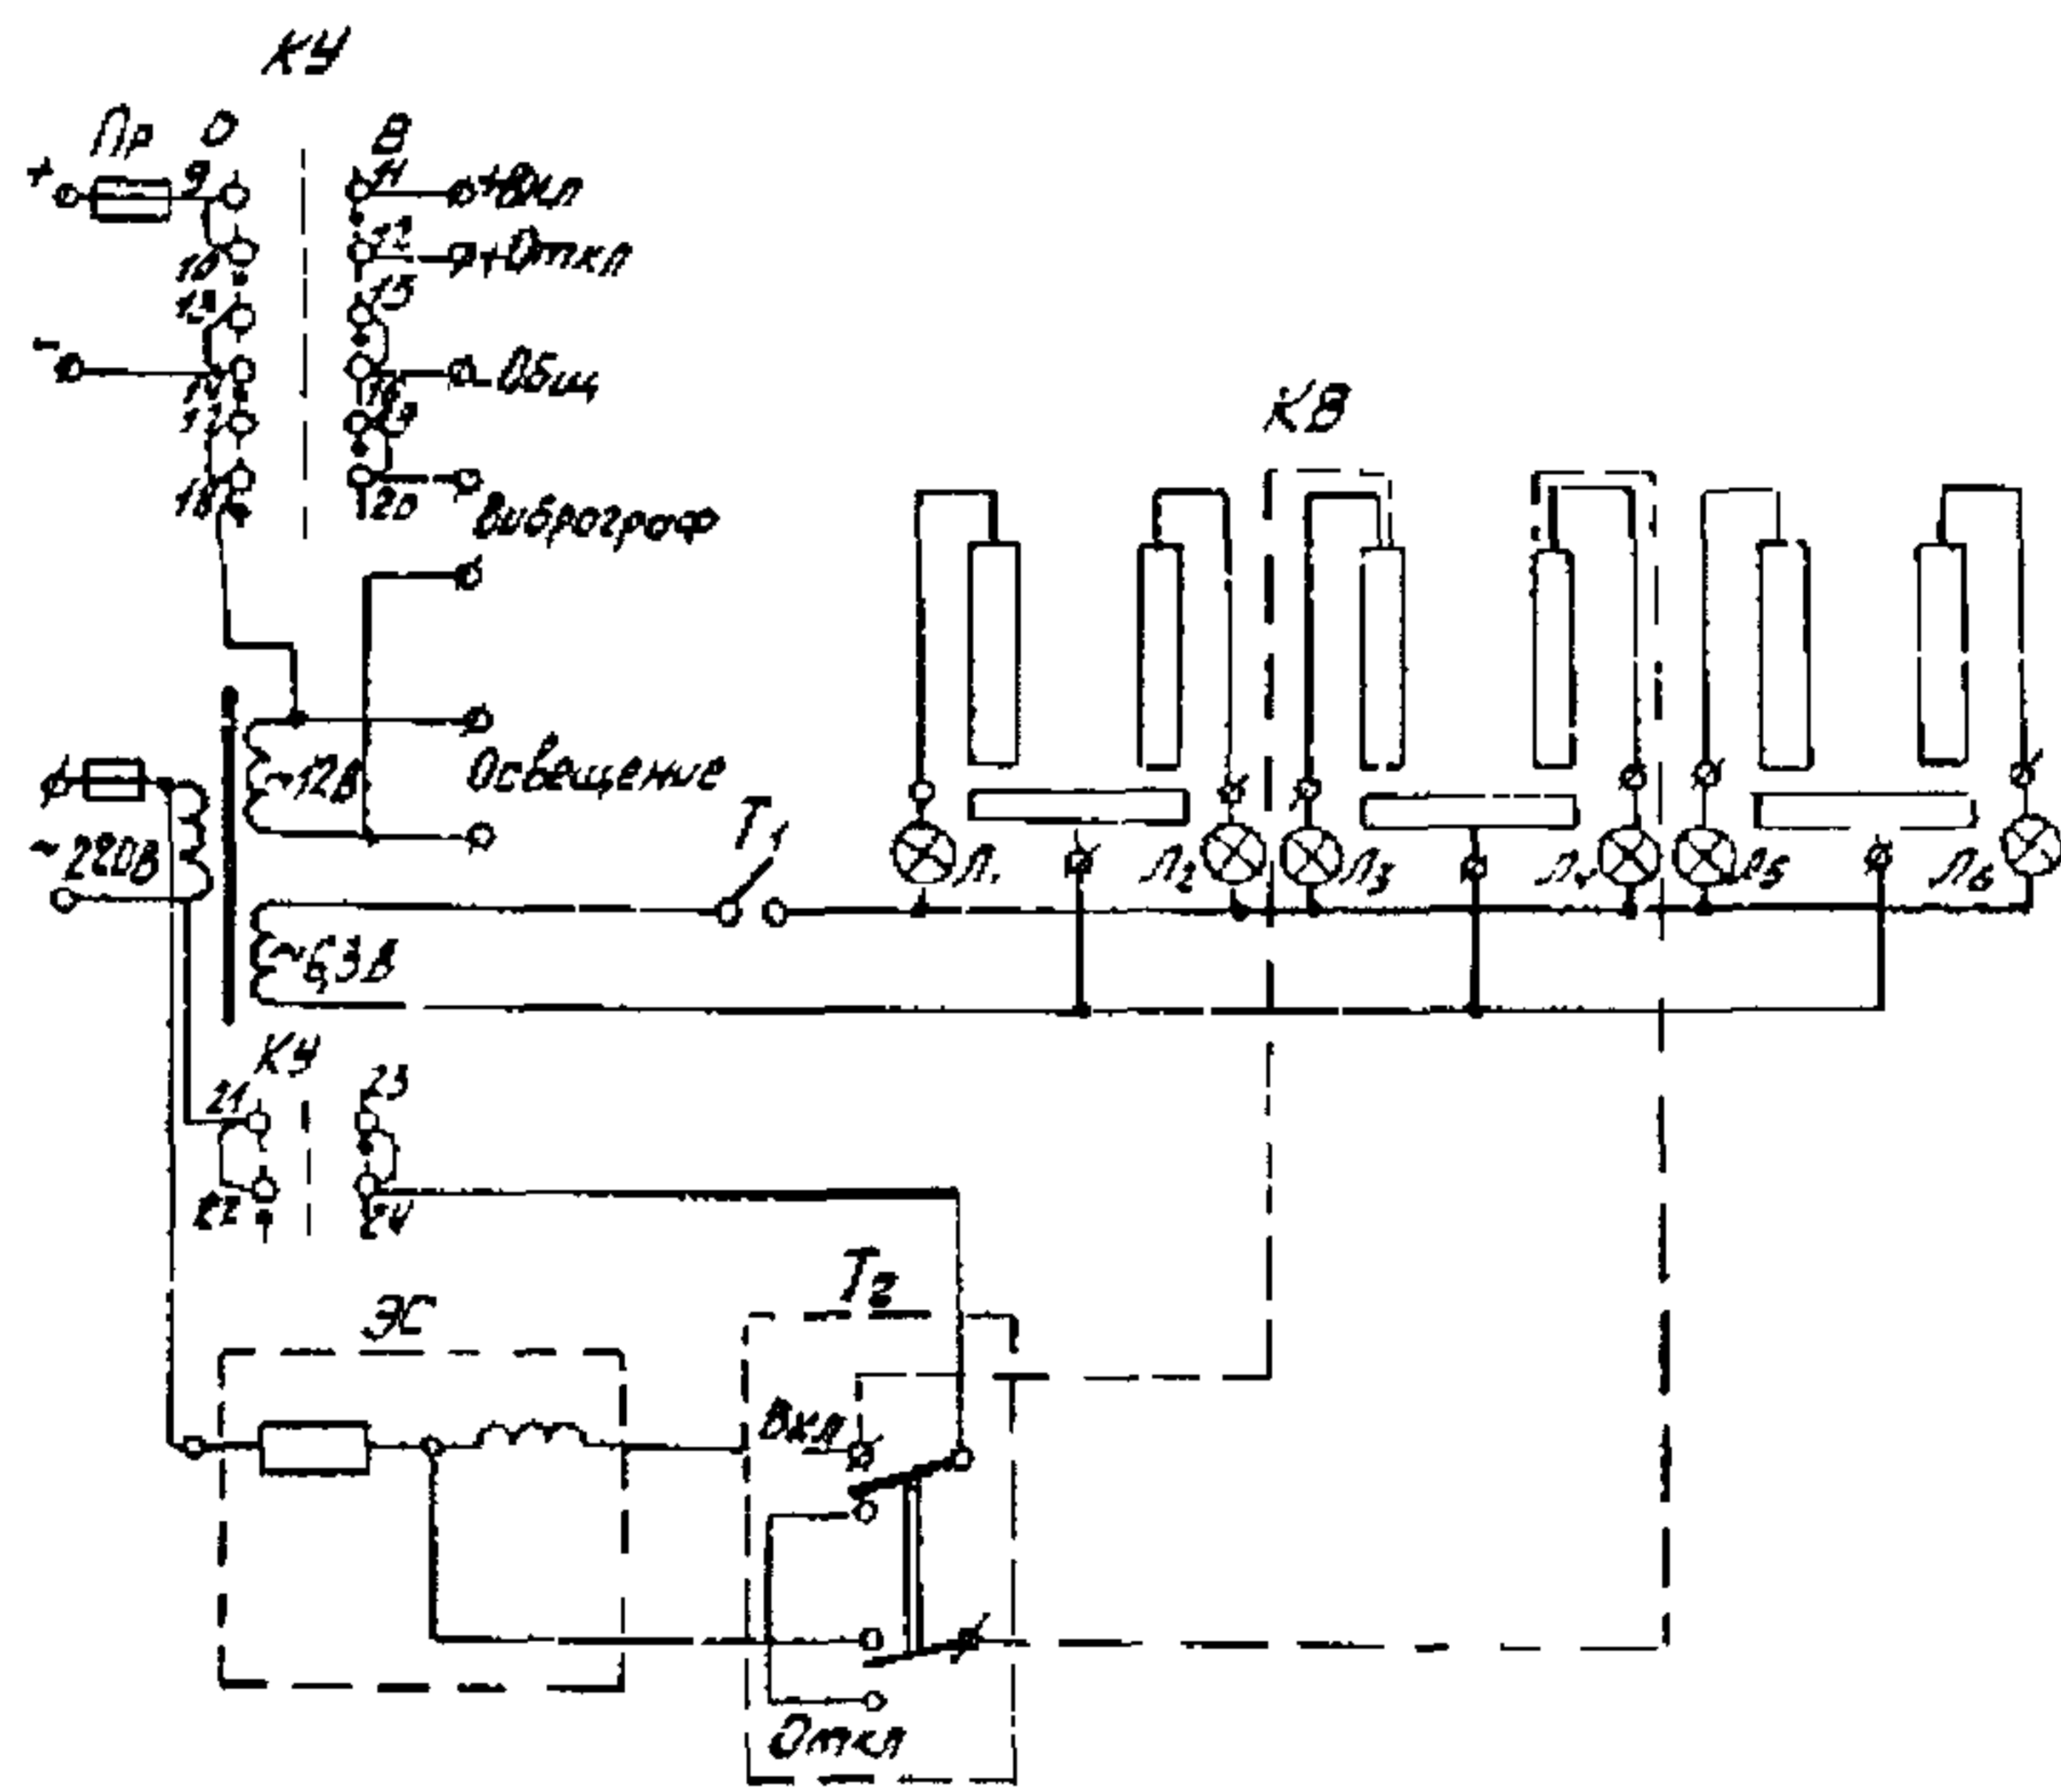 КУ
Пр 0 В
+ 9 11 +Вкл
10 12 +Откл
13 15
- 14 16 - Общ
17 19
18 20
Виброграф
КВ
~12В Освещение
~220В
Т1
Л1 Л2 Л3 Л4 Л5 Л6
~6,3В
КУ
21 23
22 24
ЭС
Т2
Вкл
Откл